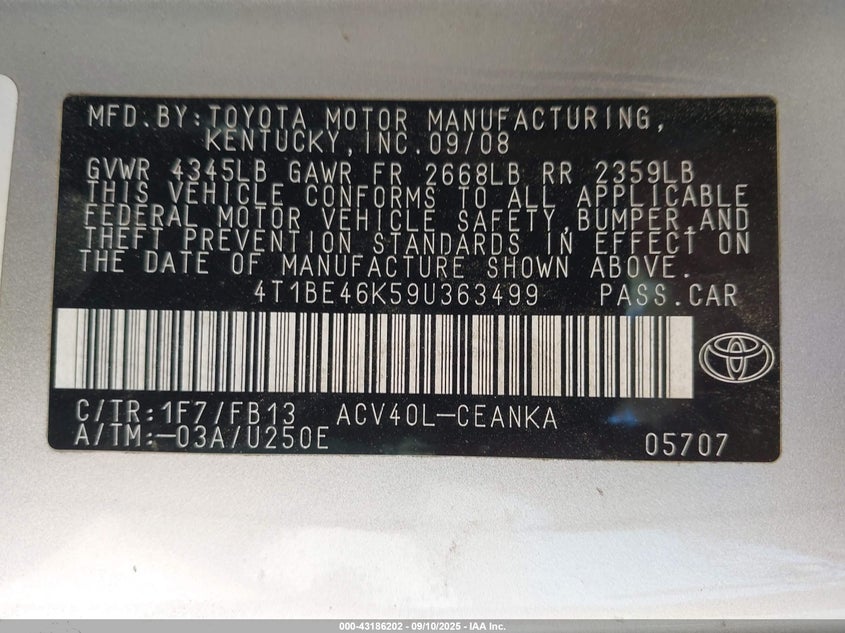 MFD.BY:TOYOTA MOTOR MANUFACTURING,
KENTUCKY,INC.09/08
GVWR 4345LB GAWR FR 2668LB RR 2359LB
THIS VEHICLE CONFORMS TO ALL APPLICABLE
FEDERAL MOTOR VEHICLE SAFETY,BUMPER,AND
THEFT PREVENTION STANDARDS IN EFFECT ON
THE DATE OF MANUFACTURE SHOWN ABOVE.
4T1BE46K59U363499 PASS.CAR
C/TR:1F7/FB13 ACV40L-CEANKA
A/TM:-03A/U250E 05707
000-43186202 - 09/10/2025 - IAA Inc.